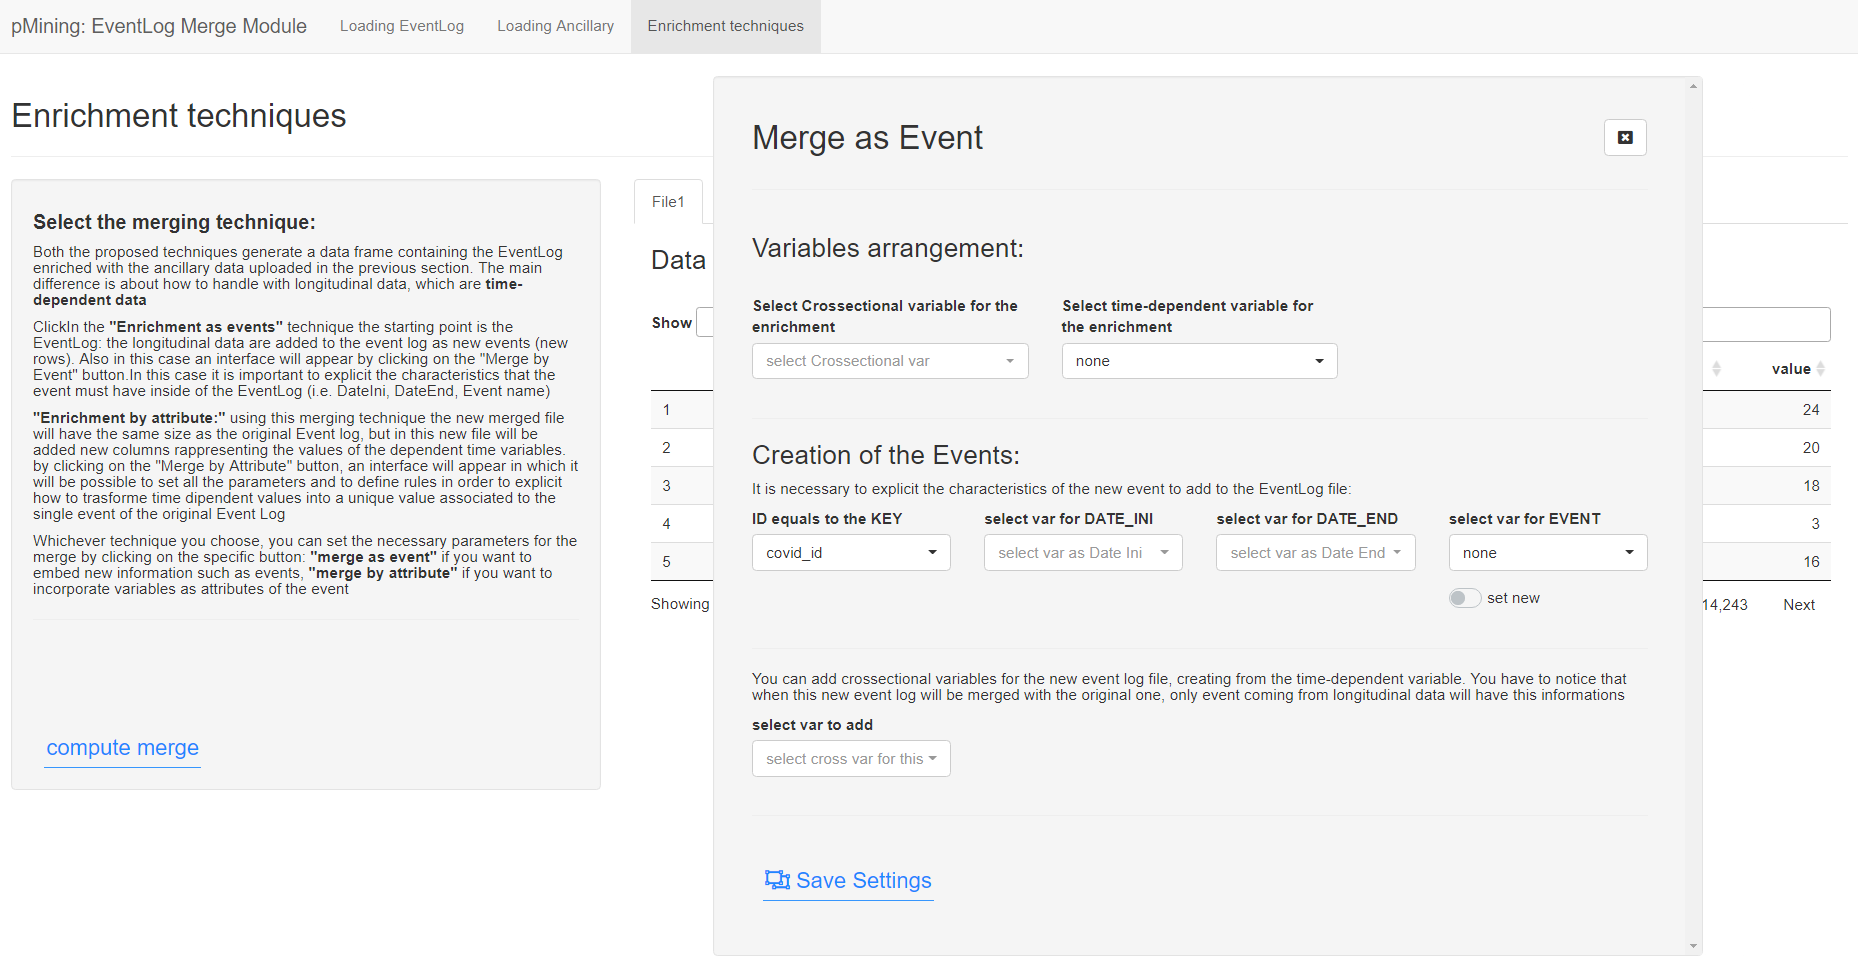 pMining: EventLog Merge Module
Loading EventLog
Loading Ancillary
Enrichment techniques
Enrichment techniques
Select the merging technique:
Both the proposed techniques generate a data frame containing the EventLog
enriched with the ancillary data uploaded in the previous section. The main
difference is about how to handle with longitudinal data, which are time-
dependent data
ClickIn the "Enrichment as events" technique the starting point is the
EventLog: the longitudinal data are added to the event log as new events (new
rows). Also in this case an interface will appear by clicking on the "Merge by
Event" button.In this case it is important to explicit the characteristics that the
event must have inside of the EventLog (i.e. DateIni, DateEnd, Event name)
"Enrichment by attribute:" using this merging technique the new merged file
will have the same size as the original Event log, but in this new file will be
added new columns rappresenting the values of the dependent time variables.
by clicking on the "Merge by Attribute" button, an interface will appear in which it
will be possible to set all the parameters and to define rules in order to explicit
how to trasforme time dipendent values into a unique value associated to the
single event of the original Event Log
Whichever technique you choose, you can set the necessary parameters for the
merge by clicking on the specific button: "merge as event" if you want to
embed new information such as events, "merge by attribute" if you want to
incorporate variables as attributes of the event
compute merge
File1
Data
Show
1
2
3
4
5
Showing
Merge as Event
Variables arrangement:
Select Crossectional variable for the
enrichment
select Crossectional var
Select time-dependent variable for
the enrichment
none
Creation of the Events:
It is necessary to explicit the characteristics of the new event to add to the EventLog file:
ID equals to the KEY
covid_id
select var for DATE_INI
select var as Date Ini
select var for DATE_END
select var as Date End
select var for EVENT
none
set new
You can add crossectional variables for the new event log file, creating from the time-dependent variable. You have to notice that
when this new event log will be merged with the original one, only event coming from longitudinal data will have this informations
select var to add
select cross var for this
Save Settings
value
24
20
18
3
16
14,243
Next